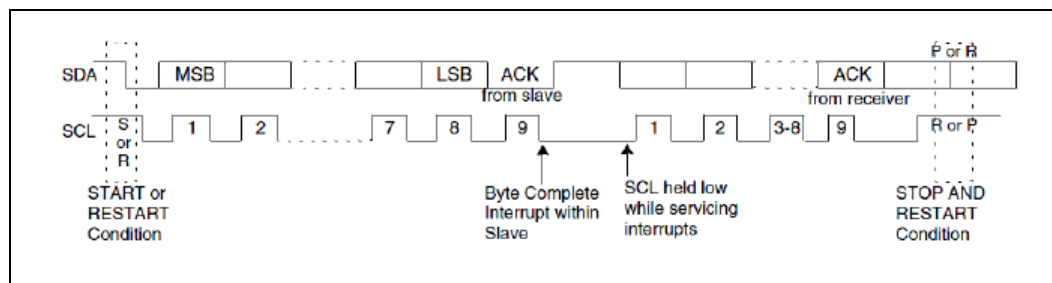 P or R
SDA MSB LSB ACK ACK
from slave from receiver
SCL S or R 1 2 7 8 9 1 2 3-8 9 R or P
START or
RESTART
Condition
Byte Complete
Interrupt within
Slave
SCL held low
while servicing
interrupts
STOP AND
RESTART
Condition